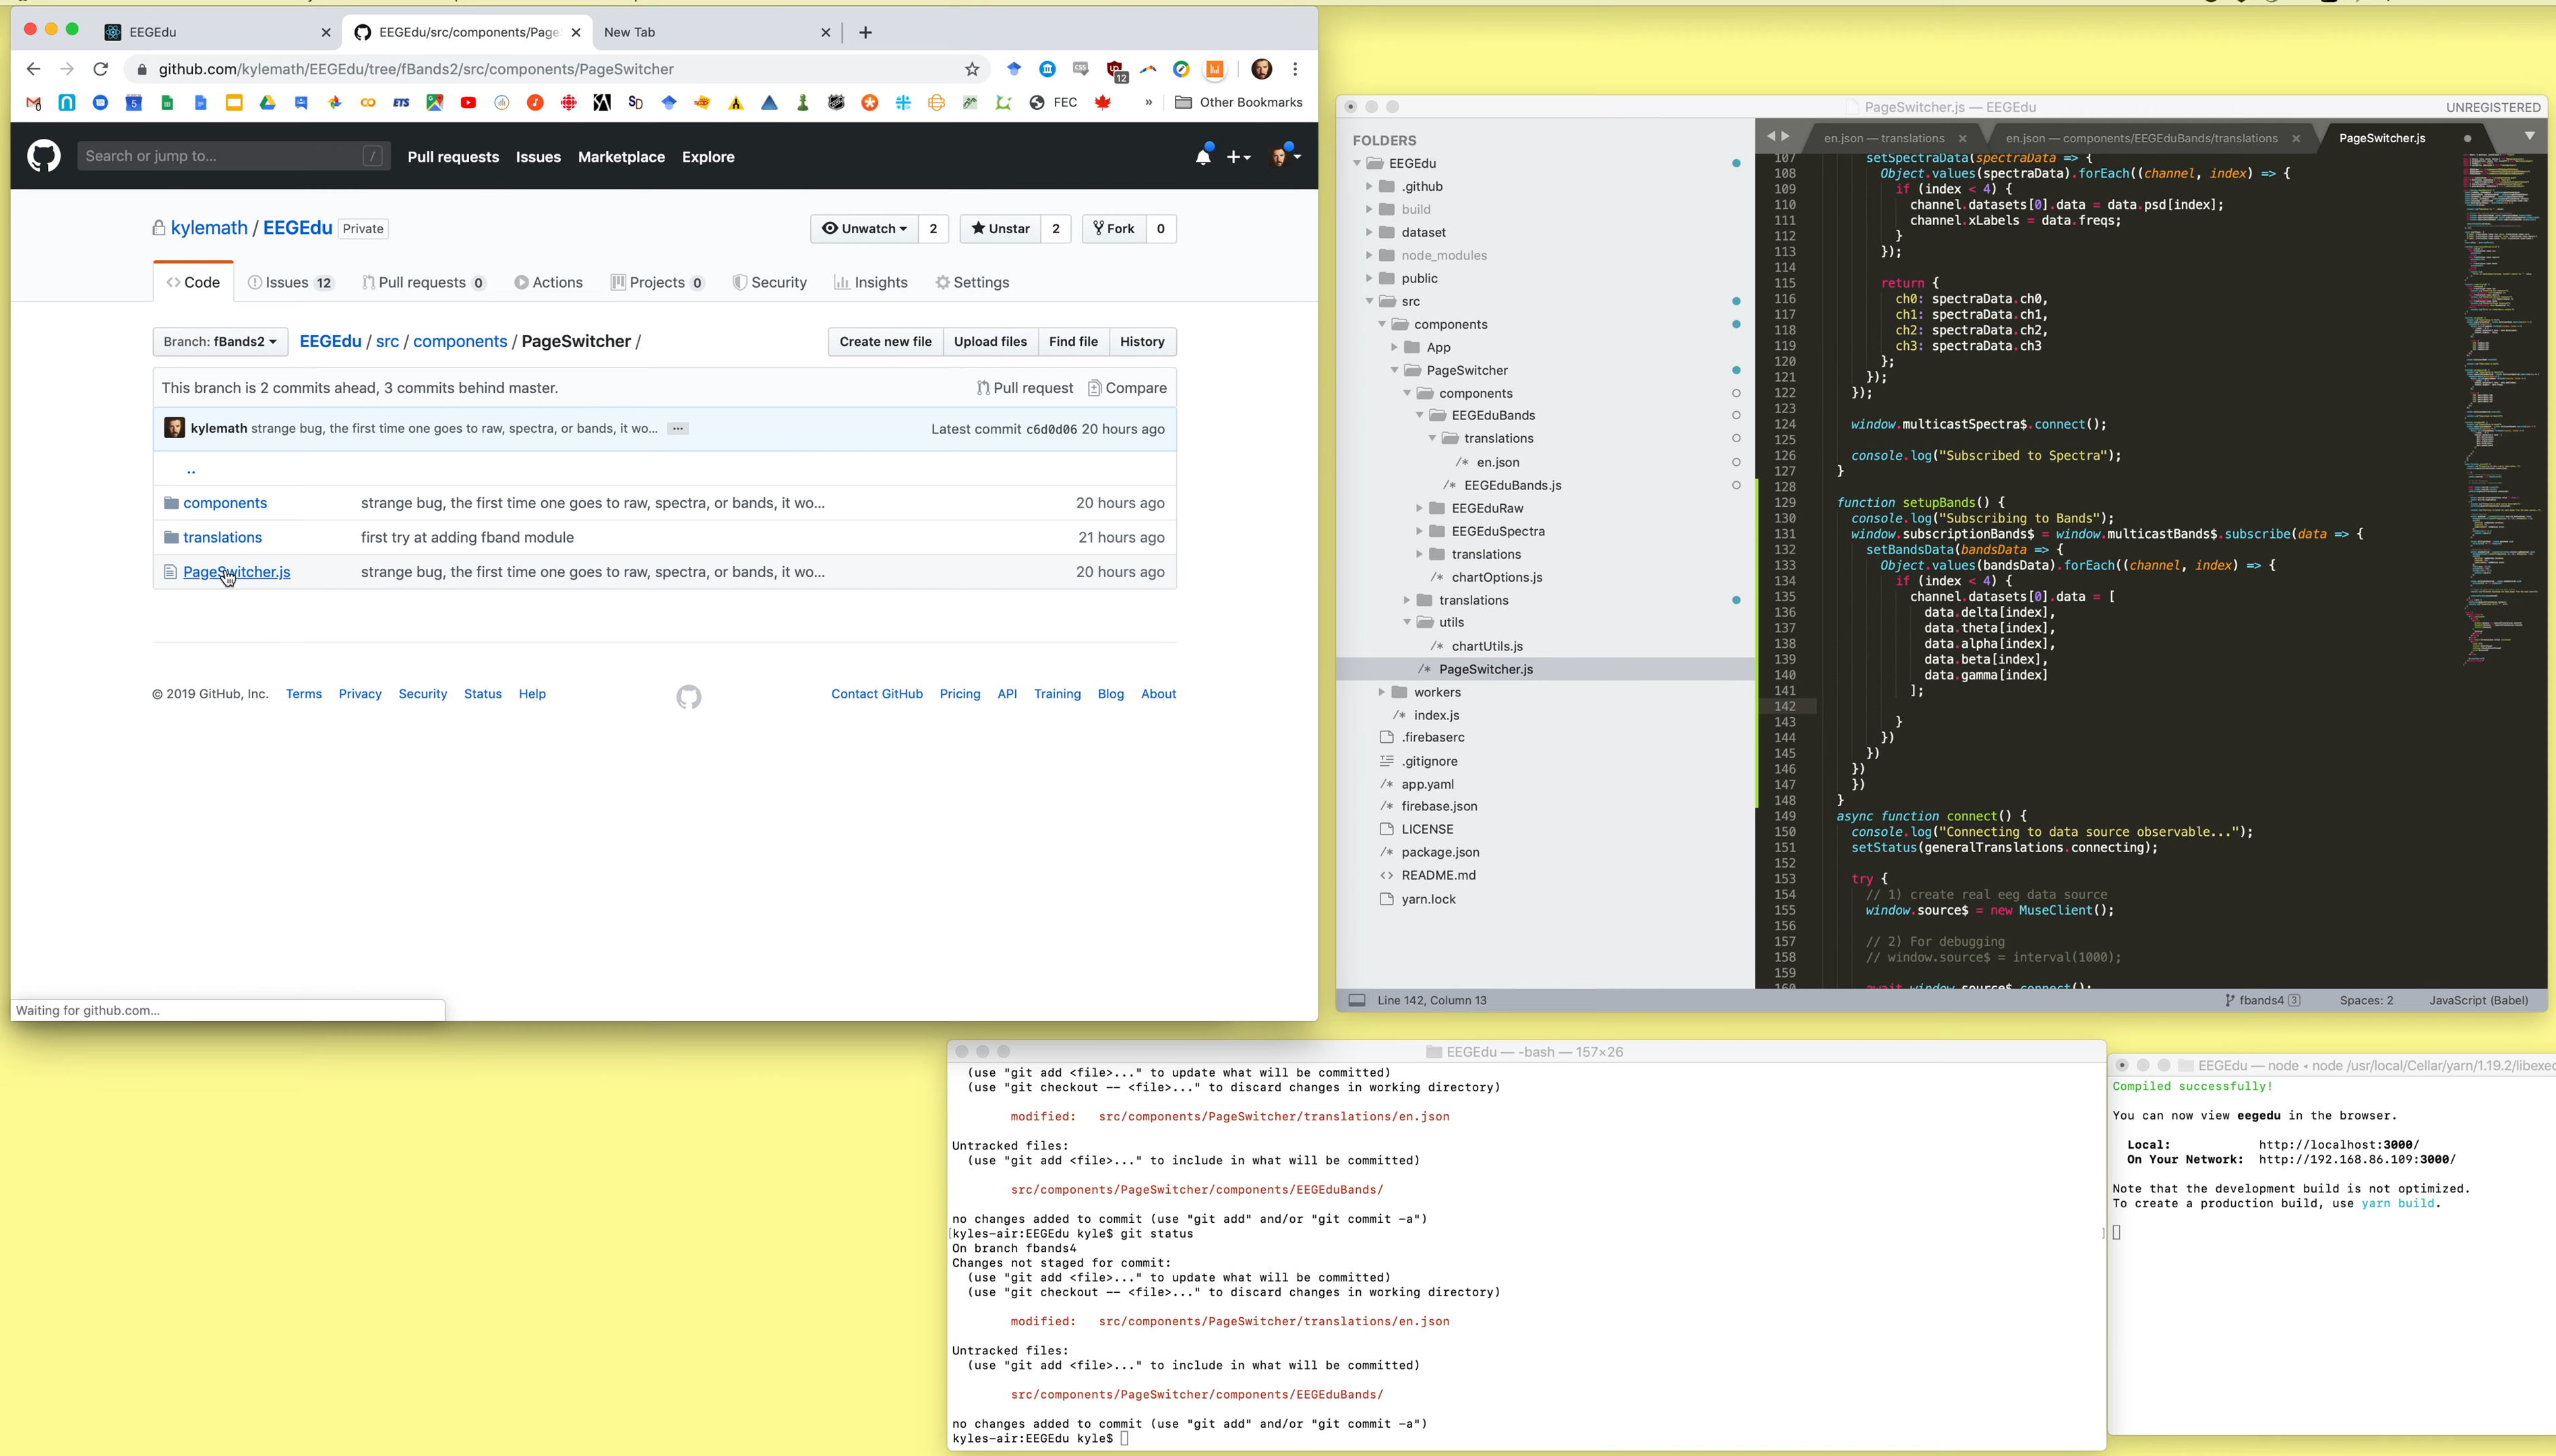 EEGEdu
EEGEdu/src/components/Page
New Tab
github.com/kylemath/EEGEdu/tree/fBands2/src/components/PageSwitcher
12
ETS
FEC
»
Other Bookmarks
Search or jump to...
/
Pull requests
Issues
Marketplace
Explore
kylemath / EEGEdu
Private
Unwatch
2
Unstar
2
Fork
0
Code
Issues 12
Pull requests 0
Actions
Projects 0
Security
Insights
Settings
Branch: fBands2
EEGEdu / src / components / PageSwitcher /
Create new file
Upload files
Find file
History
This branch is 2 commits ahead, 3 commits behind master.
Pull request
Compare
kylemath strange bug, the first time one goes to raw, spectra, or bands, it wo...
Latest commit c6d0d06 20 hours ago
..
components
strange bug, the first time one goes to raw, spectra, or bands, it wo...
20 hours ago
translations
first try at adding fband module
21 hours ago
PageSwitcher.js
strange bug, the first time one goes to raw, spectra, or bands, it wo...
20 hours ago
© 2019 GitHub, Inc.
Terms
Privacy
Security
Status
Help
Contact GitHub
Pricing
API
Training
Blog
About
Waiting for github.com...
PageSwitcher.js — EEGEdu
UNREGISTERED
FOLDERS
EEGEdu
.github
build
dataset
node_modules
public
src
components
App
PageSwitcher
components
EEGEduBands
translations
/* en.json
/* EEGEduBands.js
EEGEduRaw
EEGEduSpectra
translations
/* chartOptions.js
translations
utils
/* chartUtils.js
/* PageSwitcher.js
workers
/* index.js
.firebaserc
.gitignore
/* app.yaml
/* firebase.json
LICENSE
/* package.json
<> README.md
yarn.lock
en.json — translations
en.json — components/EEGEduBands/translations
PageSwitcher.js
107 setSpectraData(spectraData => {
108 Object.values(spectraData).forEach((channel, index) => {
109 if (index < 4) {
110 channel.datasets[0].data = data.psd[index];
111 channel.xLabels = data.freqs;
112 }
113 });
114
115 return {
116 ch0: spectraData.ch0,
117 ch1: spectraData.ch1,
118 ch2: spectraData.ch2,
119 ch3: spectraData.ch3
120 };
121 });
122 });
123
124 window.multicastSpectra$.connect();
125
126 console.log("Subscribed to Spectra");
127 }
128
129 function setupBands() {
130 console.log("Subscribing to Bands");
131 window.subscriptionBands$ = window.multicastBands$.subscribe(data => {
132 setBandsData(bandsData => {
133 Object.values(bandsData).forEach((channel, index) => {
134 if (index < 4) {
135 channel.datasets[0].data = [
136 data.delta[index],
137 data.theta[index],
138 data.alpha[index],
139 data.beta[index],
140 data.gamma[index]
141 ];
142
143 }
144 })
145 })
146 })
147 })
148 }
149 async function connect() {
150 console.log("Connecting to data source observable...");
151 setStatus(generalTranslations.connecting);
152
153 try {
154 // 1) create real eeg data source
155 window.source$ = new MuseClient();
156
157 // 2) For debugging
158 // window.source$ = interval(1000);
159
160 await window.source$.connect();
Line 142, Column 13
fbands4 3
Spaces: 2
JavaScript (Babel)
EEGEdu — -bash — 157×26
(use "git add <file>..." to update what will be committed)
(use "git checkout -- <file>..." to discard changes in working directory)
modified: src/components/PageSwitcher/translations/en.json
Untracked files:
(use "git add <file>..." to include in what will be committed)
src/components/PageSwitcher/components/EEGEduBands/
no changes added to commit (use "git add" and/or "git commit -a")
[kyles-air:EEGEdu kyle$ git status ]
On branch fbands4
Changes not staged for commit:
(use "git add <file>..." to update what will be committed)
(use "git checkout -- <file>..." to discard changes in working directory)
modified: src/components/PageSwitcher/translations/en.json
Untracked files:
(use "git add <file>..." to include in what will be committed)
src/components/PageSwitcher/components/EEGEduBands/
no changes added to commit (use "git add" and/or "git commit -a")
kyles-air:EEGEdu kyle$
EEGEdu — node ◂ node /usr/local/Cellar/yarn/1.19.2/libexec
Compiled successfully!
You can now view eegedu in the browser.
Local: http://localhost:3000/
On Your Network: http://192.168.86.109:3000/
Note that the development build is not optimized.
To create a production build, use yarn build.